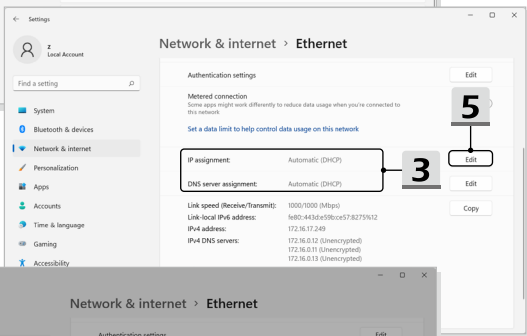 ← Settings
Network & internet > Ethernet
z
Local Account
Find a setting
System
Bluetooth & devices
Network & internet
Personalization
Apps
Accounts
Time & language
Gaming
Accessibility
Authentication settings Edit
Metered connection
Some apps might work differently to reduce data usage when you're connected to
this network
Set a data limit to help control data usage on this network
5
IP assignment: Automatic (DHCP) Edit
3
DNS server assignment: Automatic (DHCP) Edit
Link speed (Receive/Transmit): 1000/1000 (Mbps) Copy
Link-local IPv6 address: fe80::443d:e59b:ce57:8275%12
IPv4 address: 172.16.17.249
IPv4 DNS servers: 172.16.0.12 (Unencrypted)
172.16.0.11 (Unencrypted)
172.16.0.13 (Unencrypted)
Network & internet > Ethernet
Authentication settings Edit